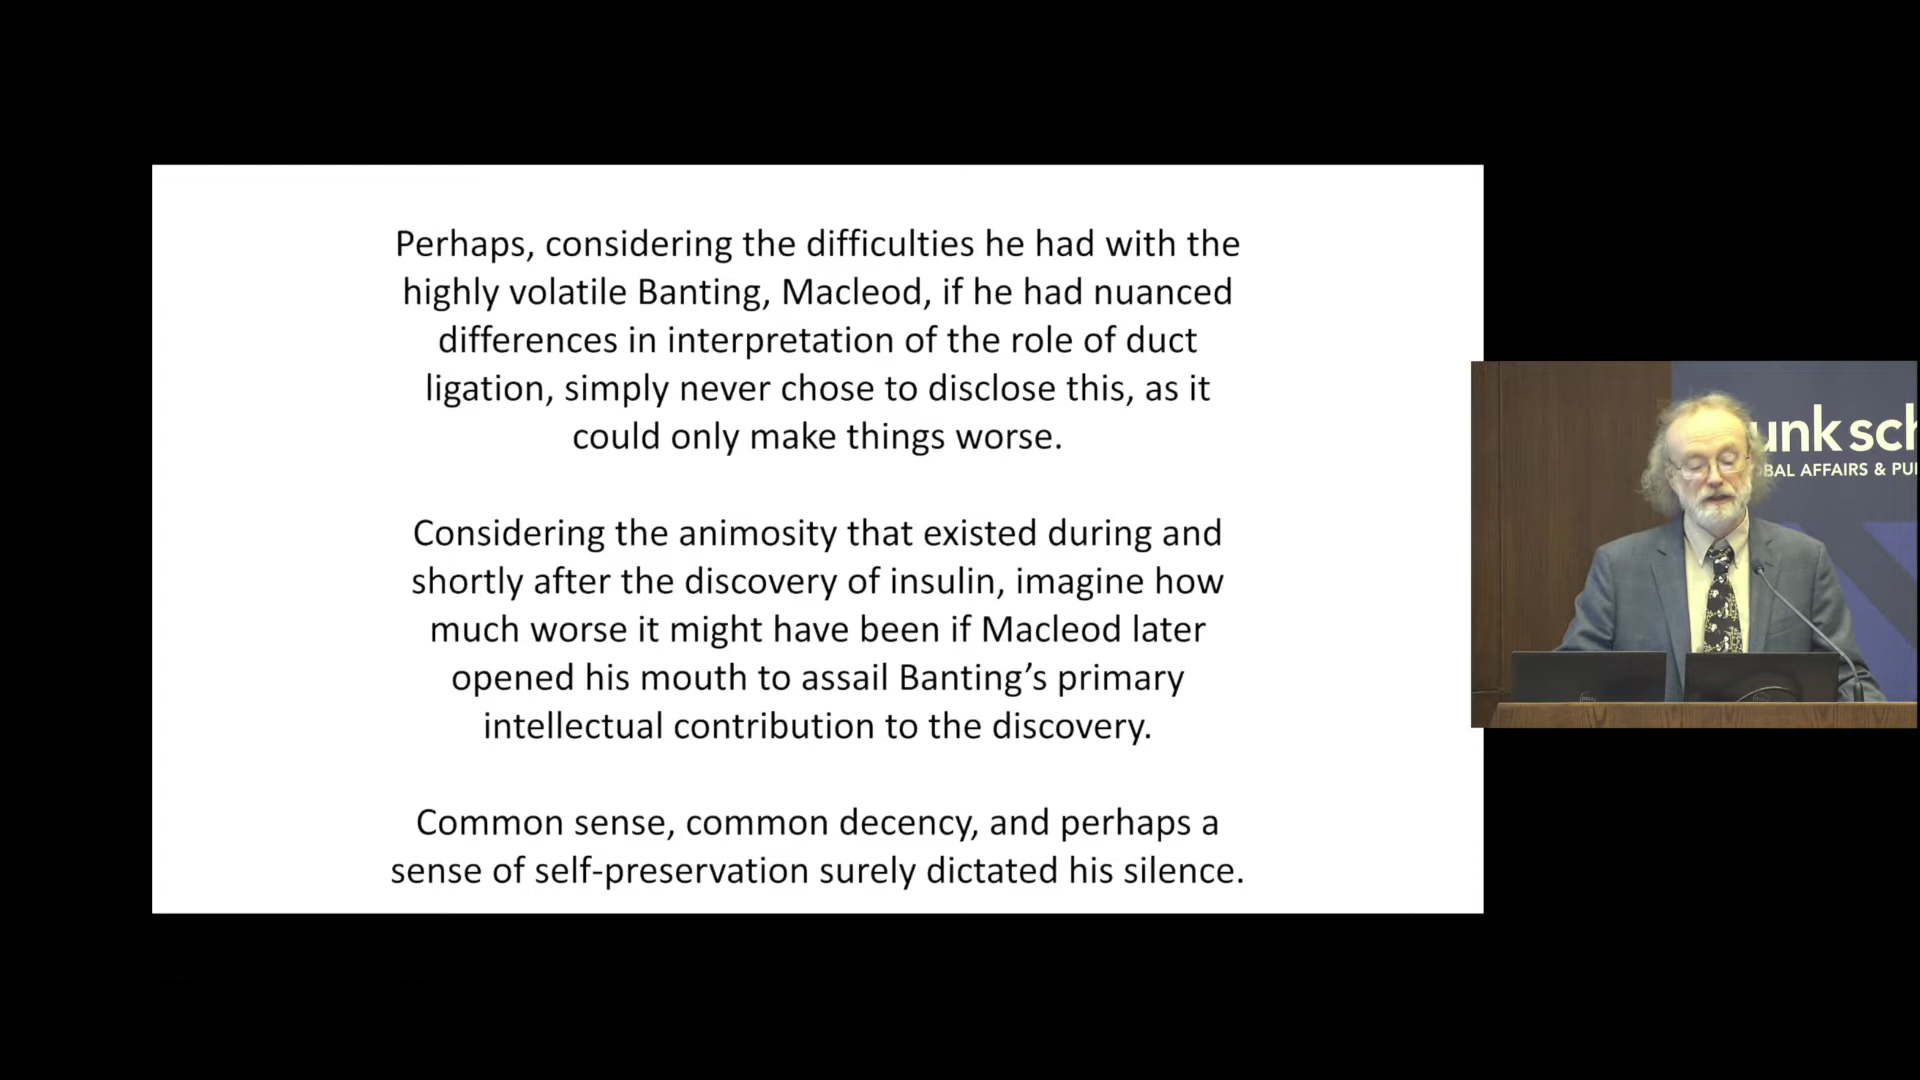 Perhaps, considering the difficulties he had with the
highly volatile Banting, Macleod, if he had nuanced
differences in interpretation of the role of duct
ligation, simply never chose to disclose this, as it
could only make things worse.
Considering the animosity that existed during and
shortly after the discovery of insulin, imagine how
much worse it might have been if Macleod later
opened his mouth to assail Banting’s primary
intellectual contribution to the discovery.
Common sense, common decency, and perhaps a
sense of self-preservation surely dictated his silence.
unk sch
BAL AFFAIRS & PU